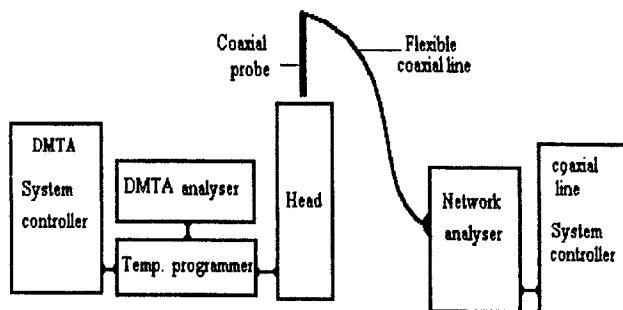 Coaxial
probe
Flexible
coaxial line
DMTA
System
controller
DMTA analyser
Temp. programmer
Head
Network
analyser
coaxial
line
System
controller